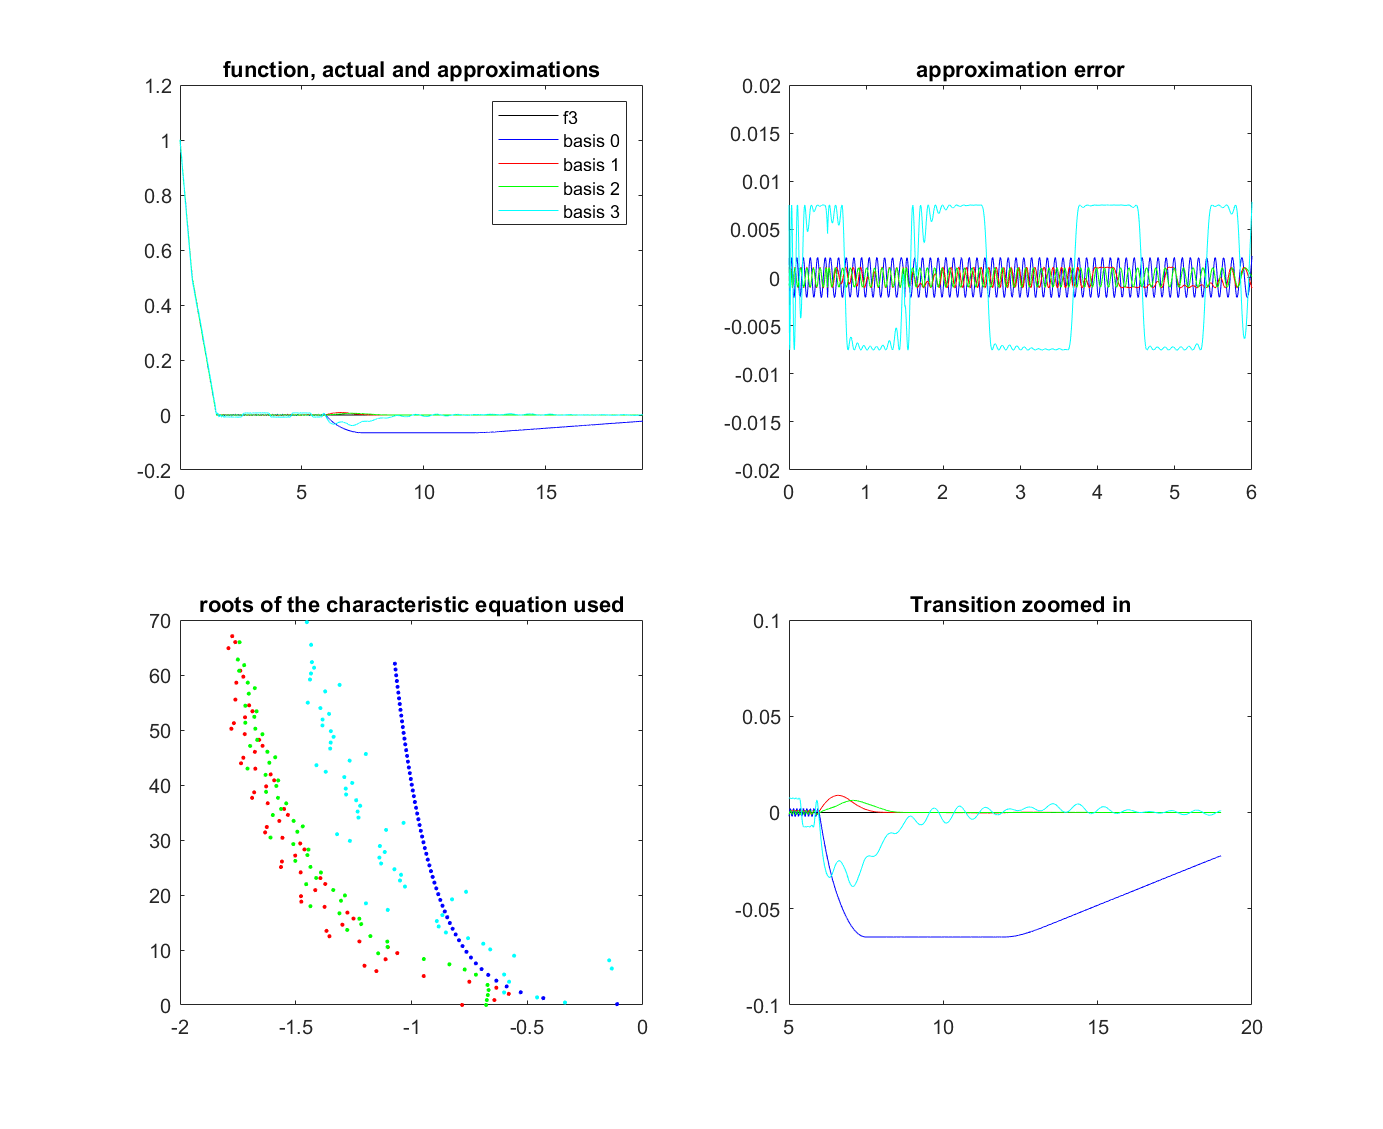 function, actual and approximations
1.2
1
0.8
0.6
0.4
0.2
0
-0.2
0 5 10 15
f3
basis 0
basis 1
basis 2
basis 3
approximation error
0.02
0.015
0.01
0.005
0
-0.005
-0.01
-0.015
-0.02
0 1 2 3 4 5 6
roots of the characteristic equation used
70
60
50
40
30
20
10
0
-2 -1.5 -1 -0.5 0
Transition zoomed in
0.1
0.05
0
-0.05
-0.1
5 10 15 20